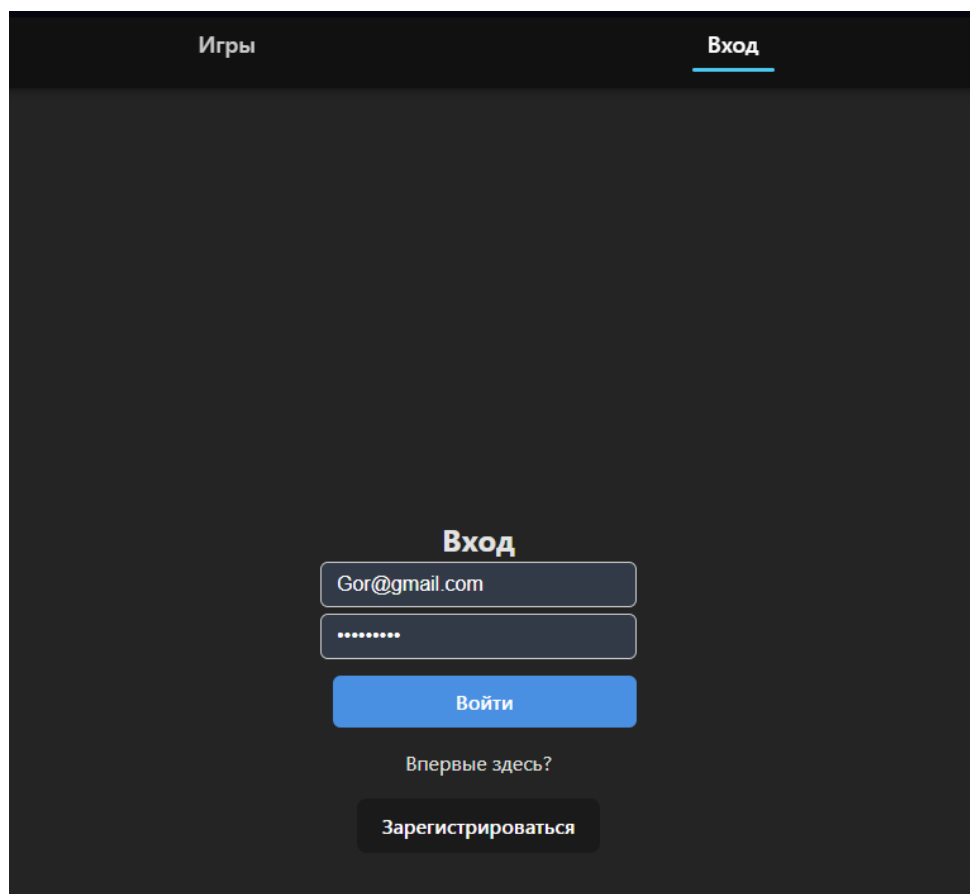 Игры
Вход
Вход
Gor@gmail.com
•••••••••
Войти
Впервые здесь?
Зарегистрироваться